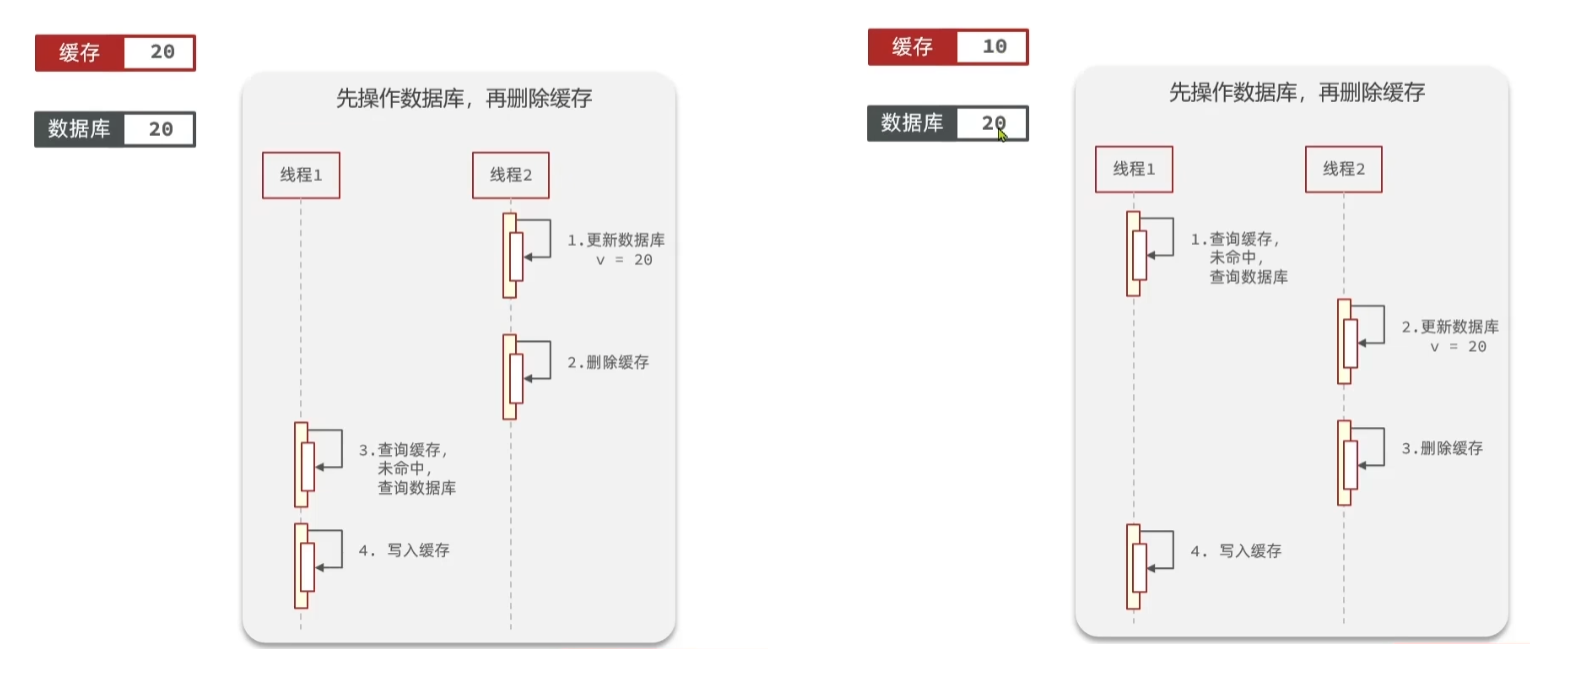 缓存 20
数据库 20
先操作数据库，再删除缓存
线程1
线程2
1.更新数据库
v = 20
2.删除缓存
3.查询缓存，
未命中，
查询数据库
4. 写入缓存
缓存 10
数据库 20
先操作数据库，再删除缓存
线程1
线程2
1.查询缓存，
未命中，
查询数据库
2.更新数据库
v = 20
3.删除缓存
4. 写入缓存